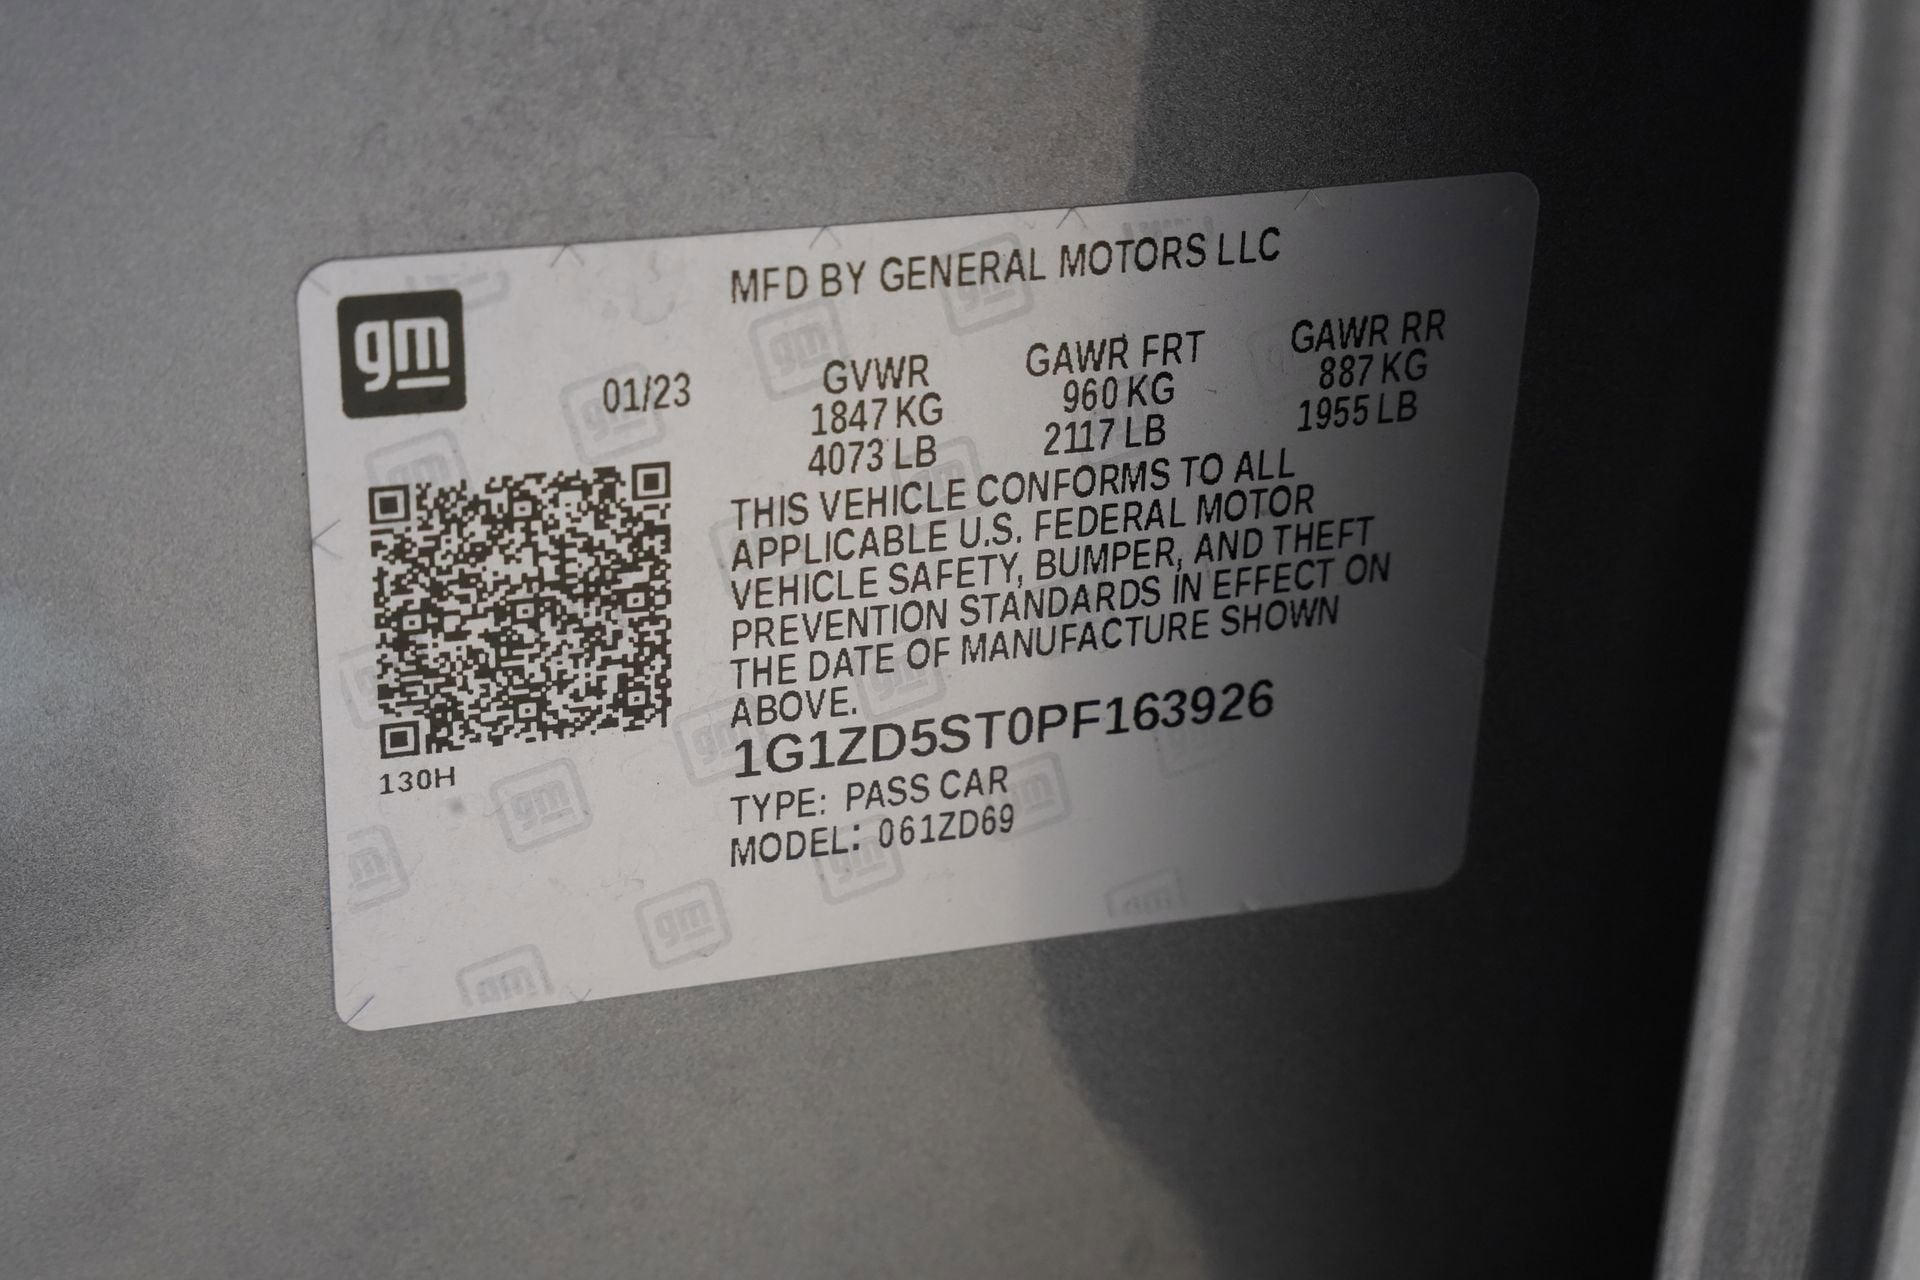 MFD BY GENERAL MOTORS LLC
gm
01/23
GVWR GAWR FRT GAWR RR
1847 KG 960 KG 887 KG
4073 LB 2117 LB 1955 LB
THIS VEHICLE CONFORMS TO ALL
APPLICABLE U.S. FEDERAL MOTOR
VEHICLE SAFETY, BUMPER, AND THEFT
PREVENTION STANDARDS IN EFFECT ON
THE DATE OF MANUFACTURE SHOWN
ABOVE.
1G1ZD5ST0PF163926
130H
TYPE: PASS CAR
MODEL: 061ZD69